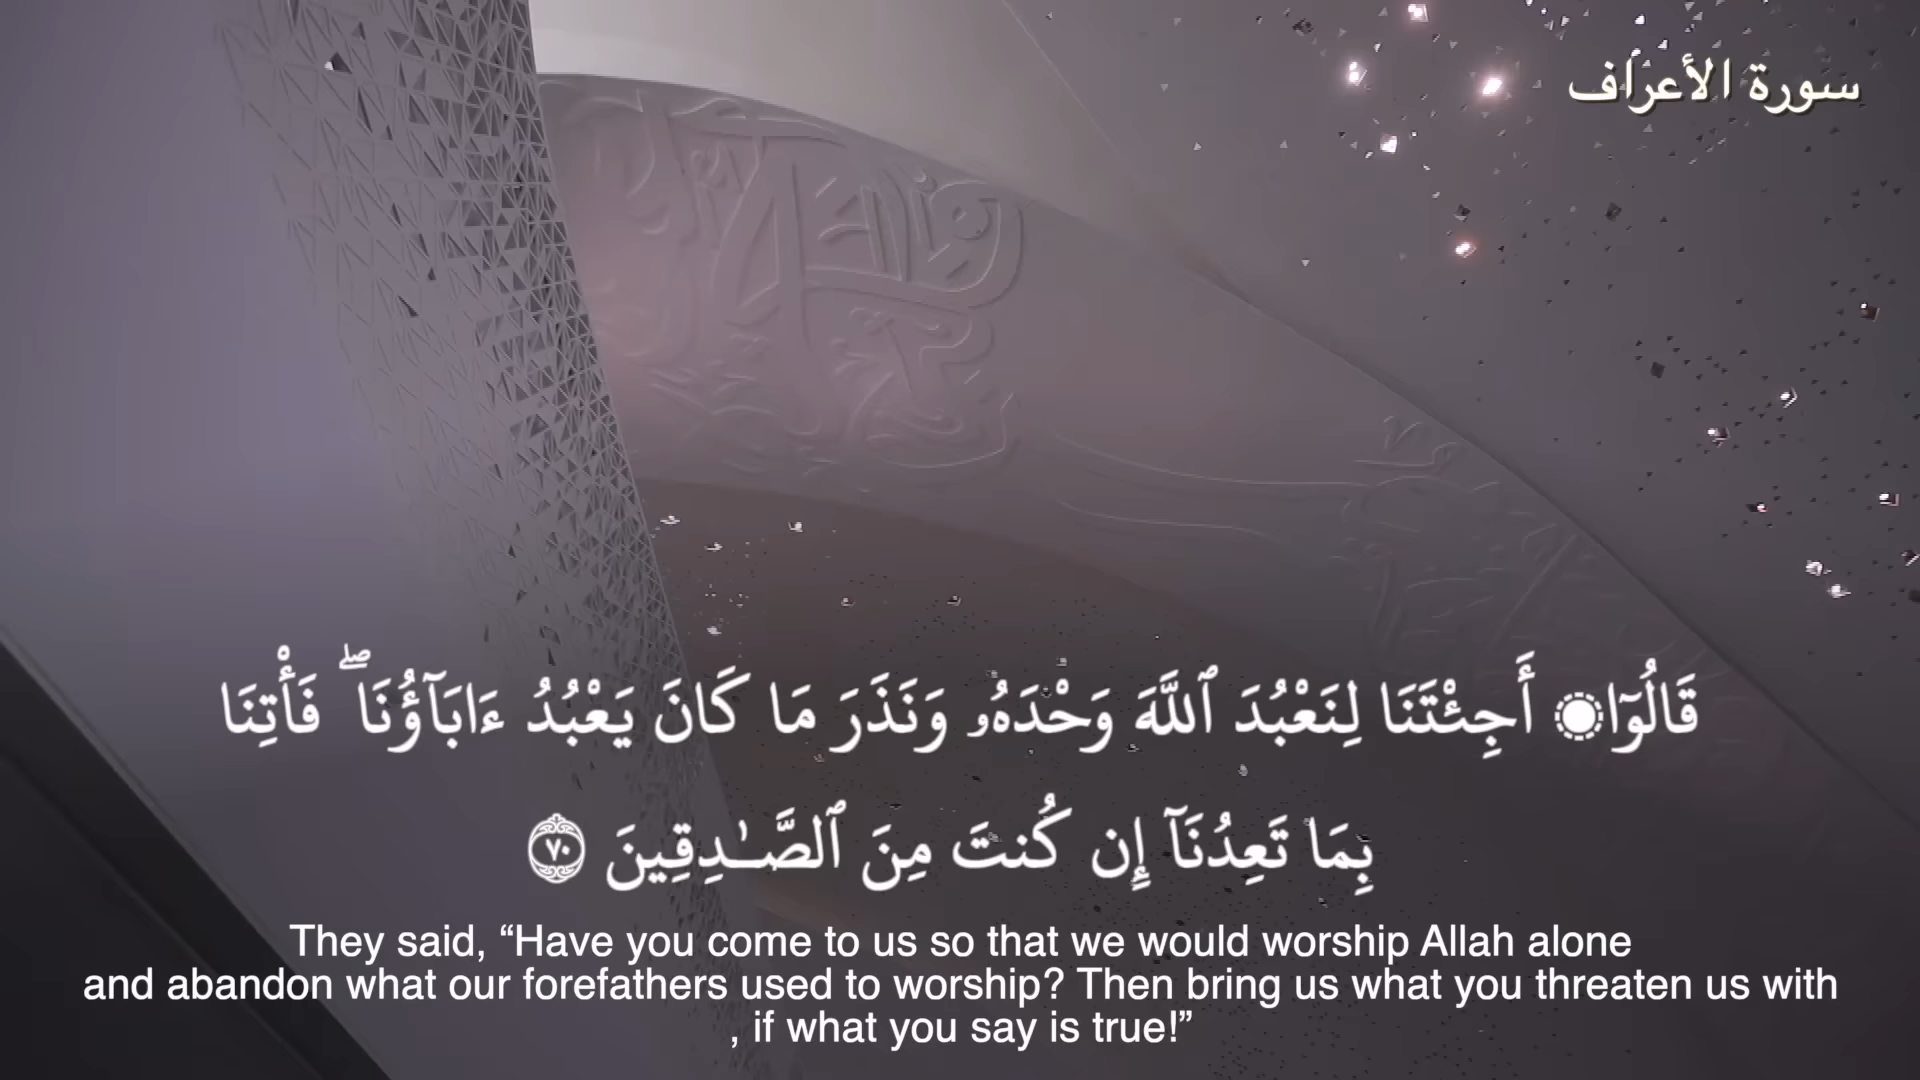 سورة الأعراف
قَالُوٓا۟ أَجِئْتَنَا لِنَعْبُدَ ٱللَّهَ وَحْدَهُۥ وَنَذَرَ مَا كَانَ يَعْبُدُ ءَابَآؤُنَا ۖ فَأْتِنَا
بِمَا تَعِدُنَآ إِن كُنتَ مِنَ ٱلصَّـٰدِقِينَ ٧٠
They said, “Have you come to us so that we would worship Allah alone
and abandon what our forefathers used to worship? Then bring us what you threaten us with
, if what you say is true!”